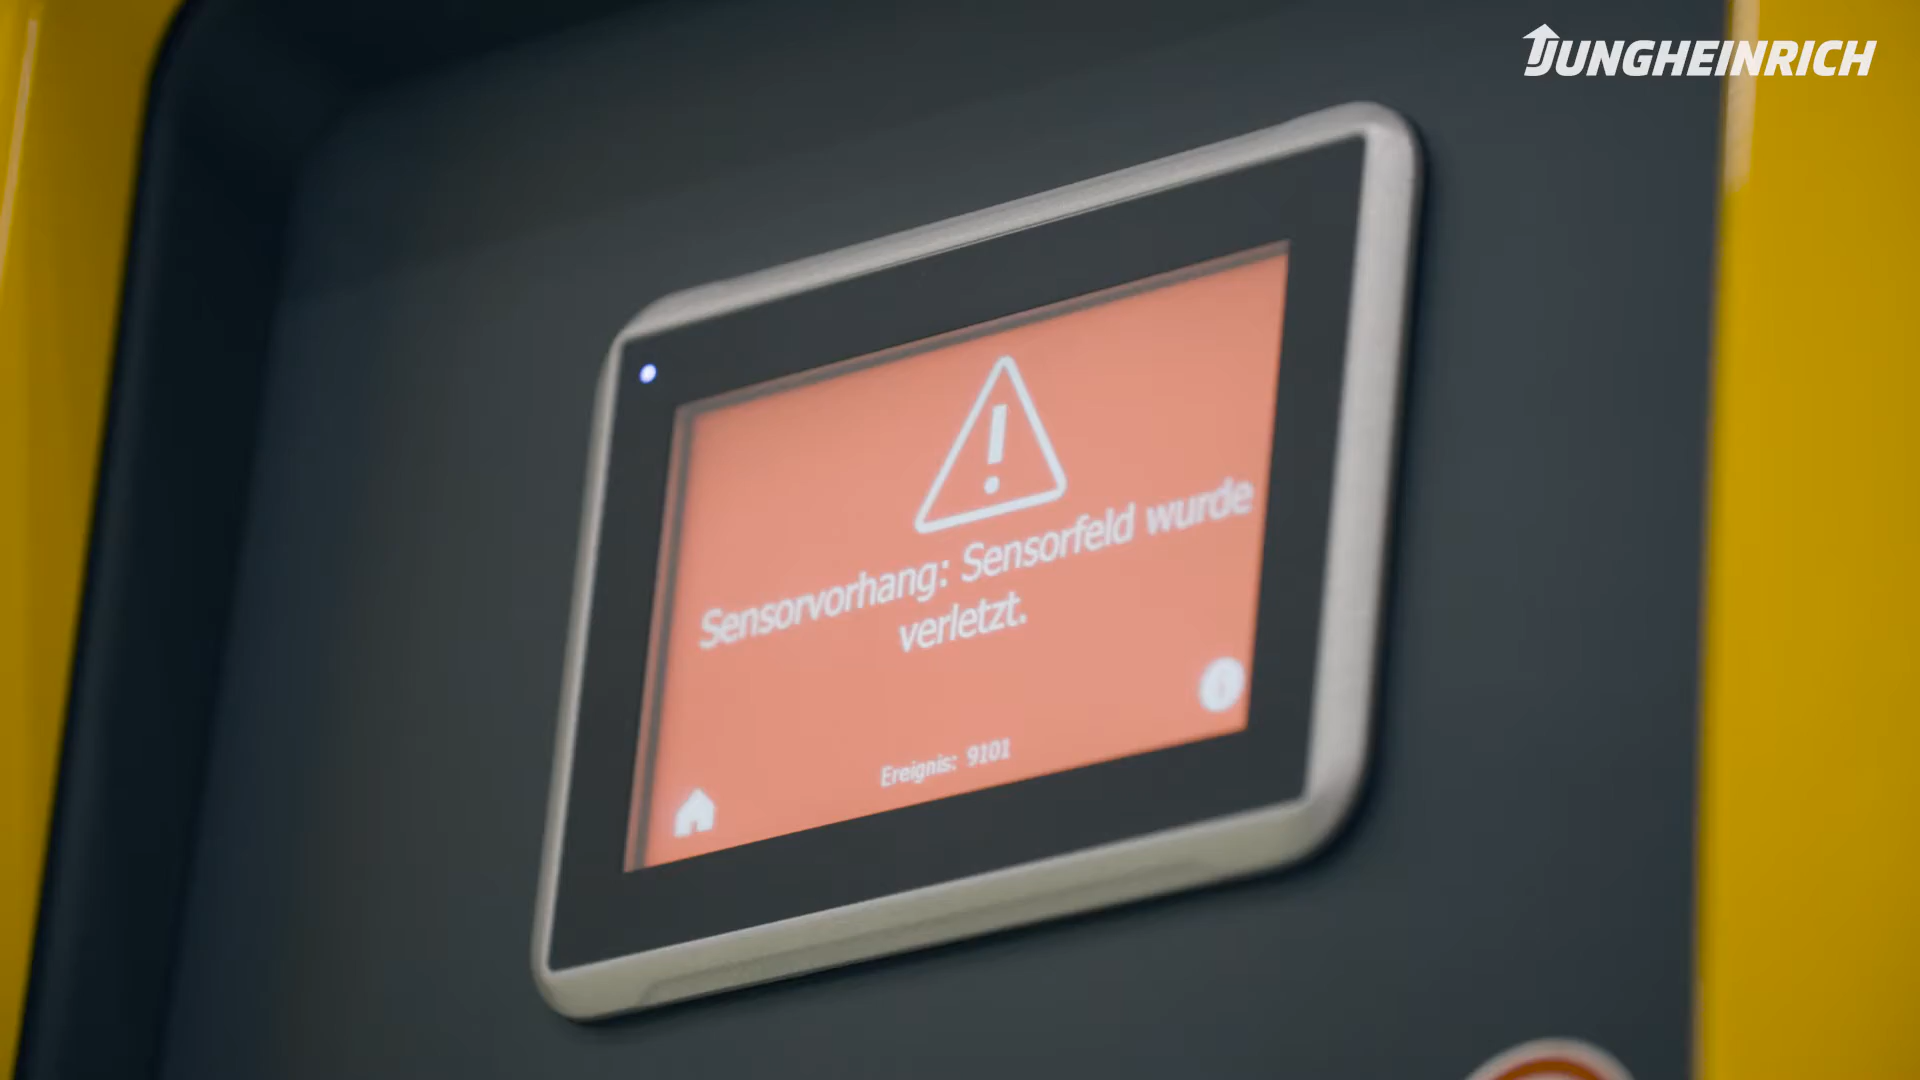 JUNGHEINRICH
Sensorvorhang: Sensorfeld wurde
verletzt.
Ereignis: 9101